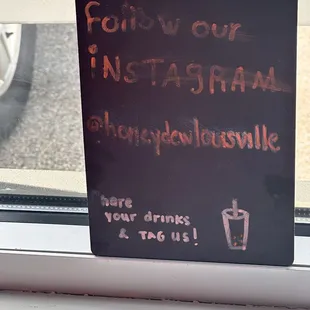 Follow our
INSTAGRAM
@honeydewlouisville
Share
your drinks
& TAG US!